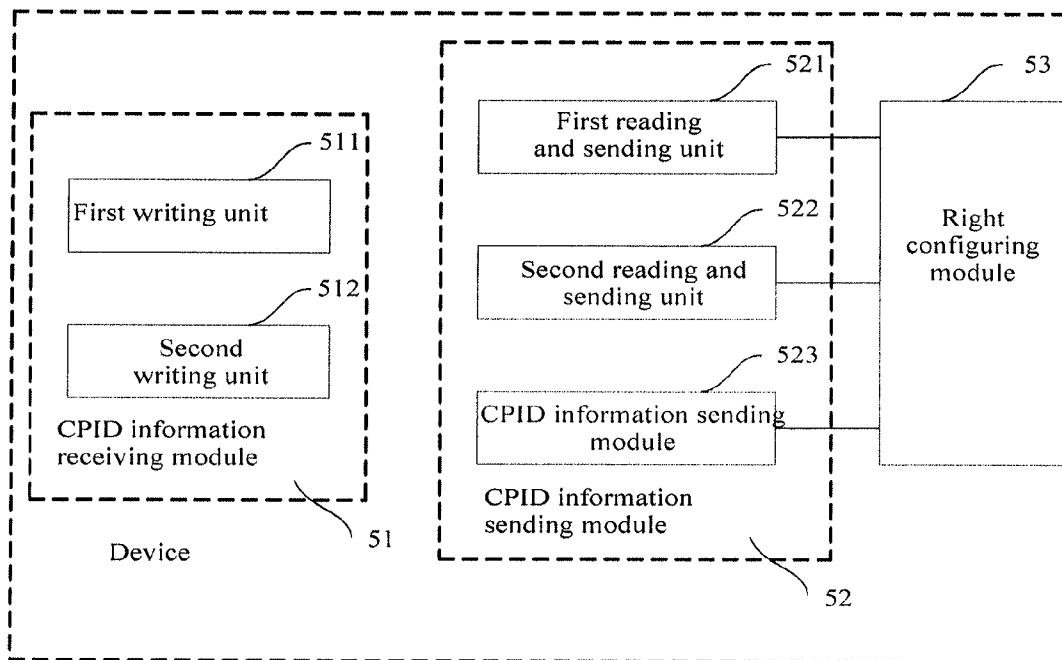 511
First writing unit
512
Second
writing unit
CPID information
receiving module
51
Device
521
First reading
and sending unit
522
Second reading and
sending unit
523
CPID information sending
module
CPID information
sending module
52
53
Right
configuring
module